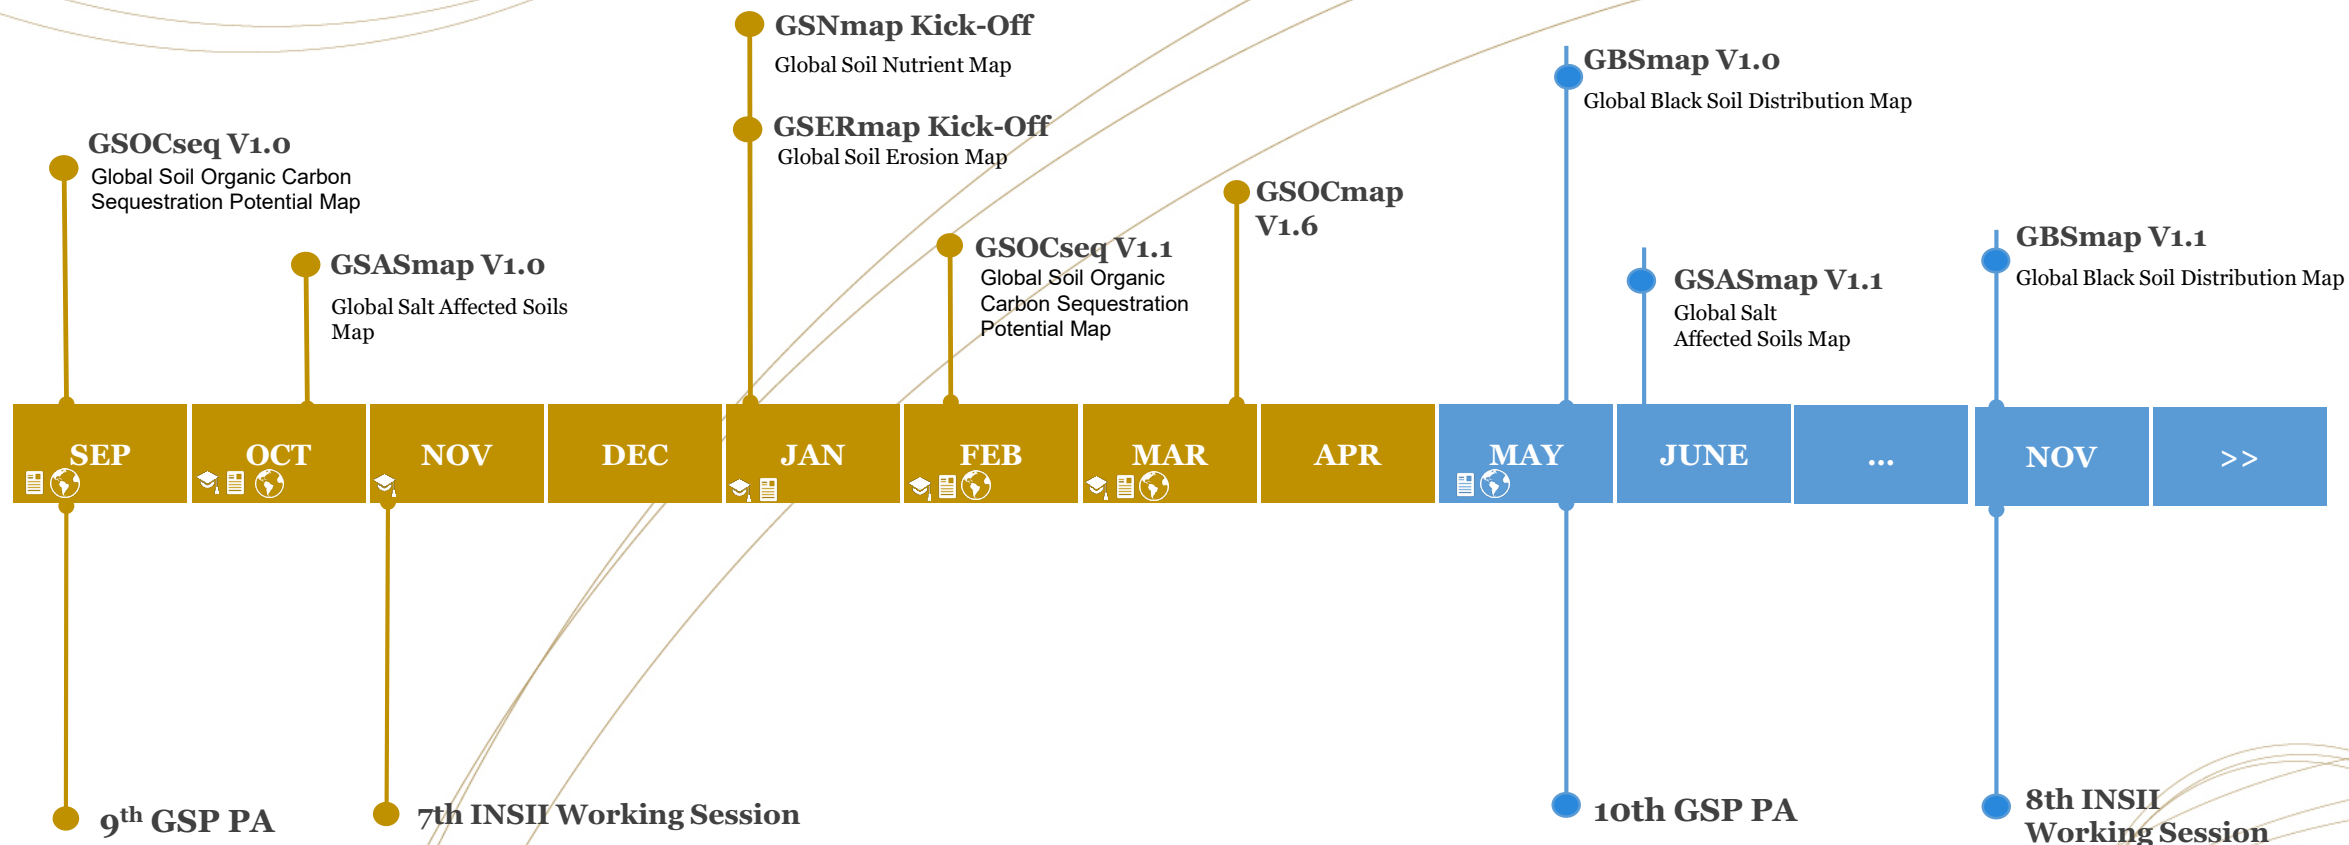 GSNmap Kick-Off
Global Soil Nutrient Map
GSERmap Kick-Off
Global Soil Erosion Map
GSOCseq V1.0
Global Soil Organic Carbon
Sequestration Potential Map
GSASmap V1.0
Global Salt Affected Soils
Map
GSOCseq V1.1
Global Soil Organic
Carbon Sequestration
Potential Map
GSOCmap
V1.6
GBSmap V1.0
Global Black Soil Distribution Map
GSASmap V1.1
Global Salt
Affected Soils Map
GBSmap V1.1
Global Black Soil Distribution Map
SEP OCT NOV DEC JAN FEB MAR APR MAY JUNE ... NOV >>
9th GSP PA
7th INSII Working Session
10th GSP PA
8th INSII
Working Session